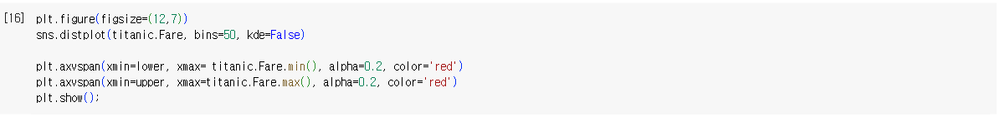 [16] plt.figure(figsize=(12,7))
sns.distplot(titanic.Fare, bins=50, kde=False)
plt.axvspan(xmin=lower, xmax= titanic.Fare.min(), alpha=0.2, color='red')
plt.axvspan(xmin=upper, xmax=titanic.Fare.max(), alpha=0.2, color='red')
plt.show();